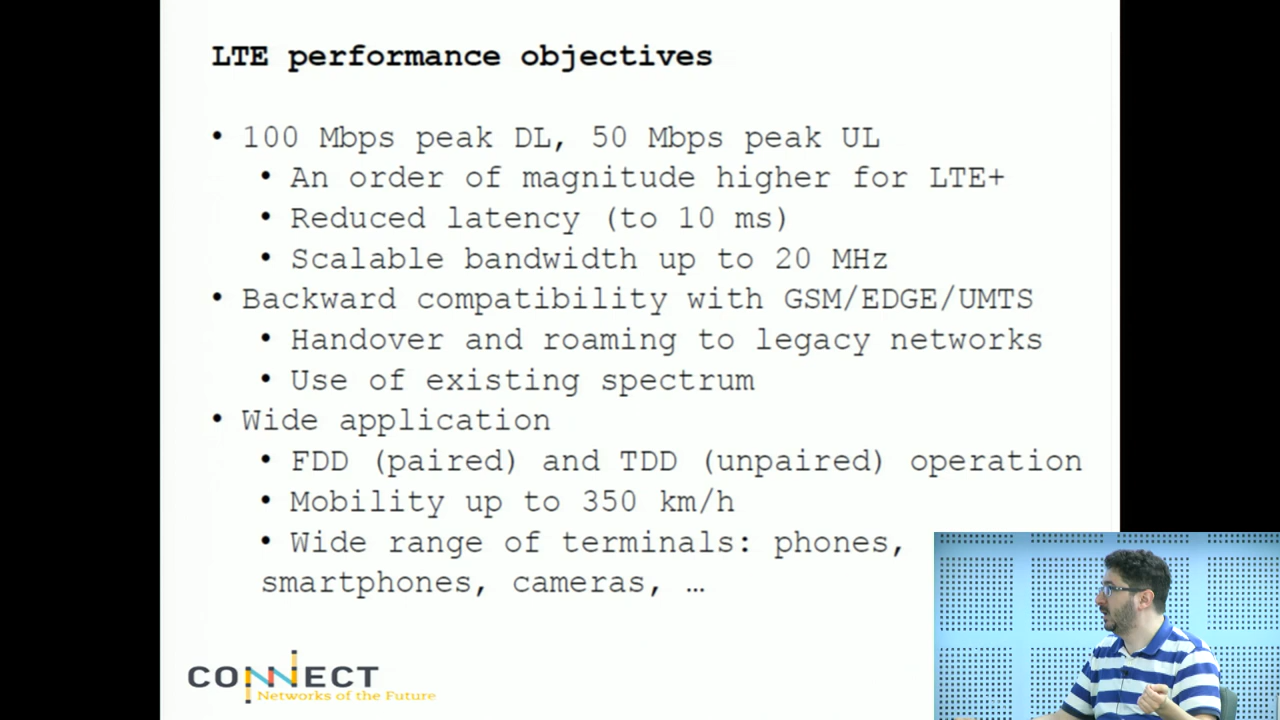 LTE performance objectives
• 100 Mbps peak DL, 50 Mbps peak UL
• An order of magnitude higher for LTE+
• Reduced latency (to 10 ms)
• Scalable bandwidth up to 20 MHz
• Backward compatibility with GSM/EDGE/UMTS
• Handover and roaming to legacy networks
• Use of existing spectrum
• Wide application
• FDD (paired) and TDD (unpaired) operation
• Mobility up to 350 km/h
• Wide range of terminals: phones,
smartphones, cameras, …
CONNECT
Networks of the Future